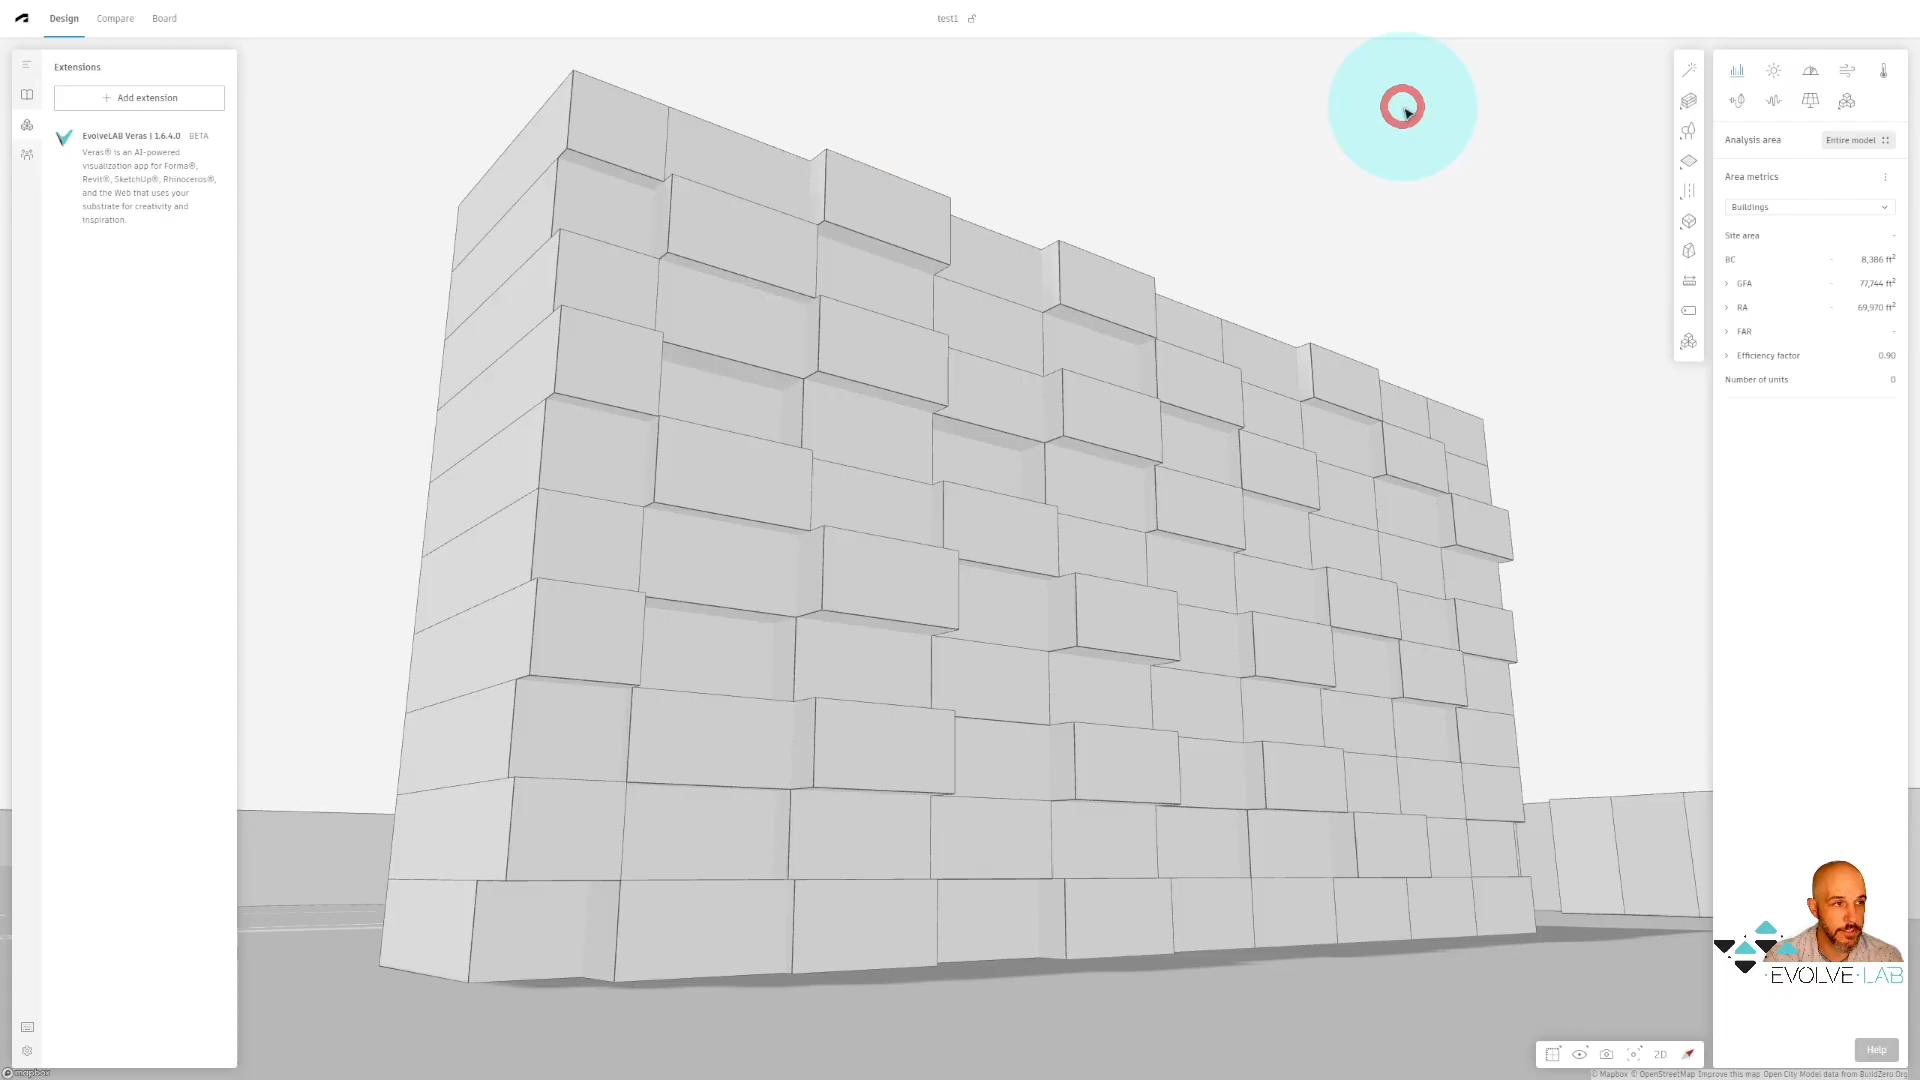 Design Compare Board
test1
Extensions
+ Add extension
EvolveLAB Veras | 1.6.4.0 BETA
Veras® is an AI-powered
visualization app for Forma®,
Revit®, SketchUp®, Rhinoceros®,
and the Web that uses your
substrate for creativity and
inspiration.
Analysis area Entire model
Area metrics
Buildings
Site area -
BC - 8,386 ft²
GFA - 77,744 ft²
RA - 69,970 ft²
FAR -
Efficiency factor 0.90
Number of units 0
EVOLVE LAB
2D
Help
mapbox
© Mapbox © OpenStreetMap Improve this map Open City Model data from BuildZero.Org